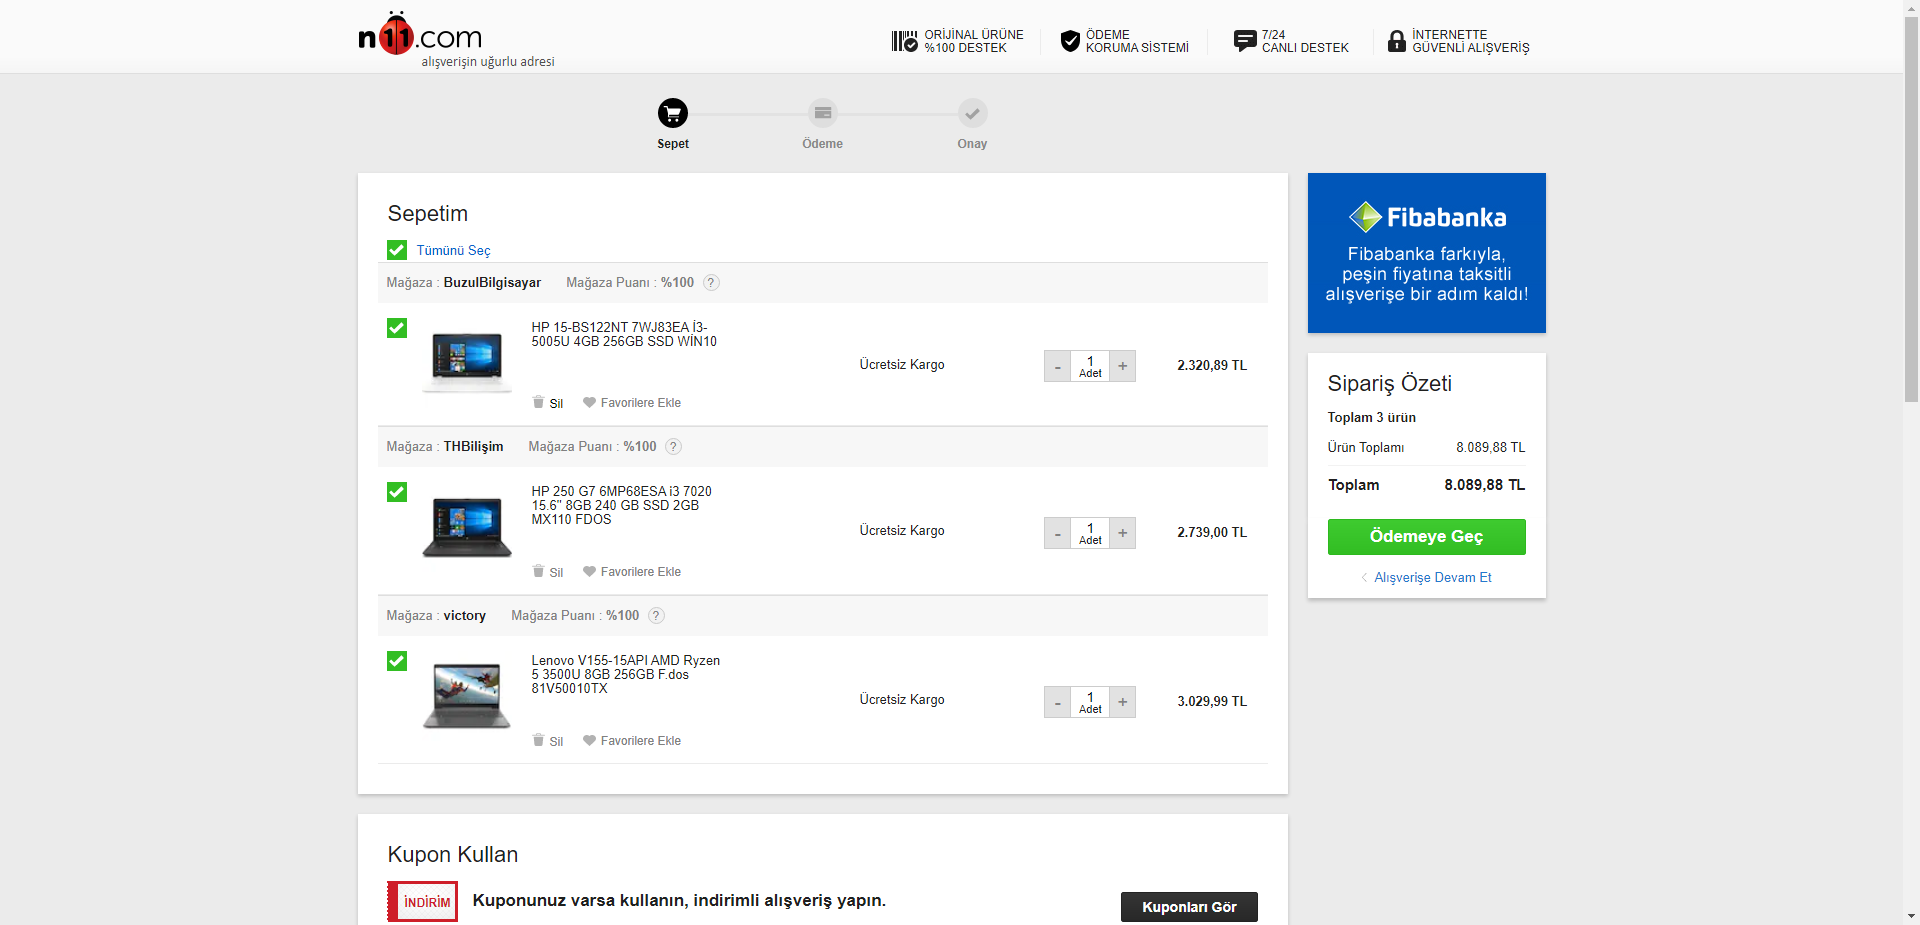 n11.com
alışverişin uğurlu adresi
ORİJİNAL ÜRÜNE
%100 DESTEK
ÖDEME
KORUMA SİSTEMİ
7/24
CANLI DESTEK
İNTERNETTE
GÜVENLİ ALIŞVERİŞ
Sepet
Ödeme
Onay
Sepetim
Tümünü Seç
Mağaza : BuzulBilgisayar Mağaza Puanı : %100 ?
HP 15-BS122NT 7WJ83EA İ3-
5005U 4GB 256GB SSD WİN10
Ücretsiz Kargo
- 1 +
Adet
2.320,89 TL
Sil Favorilere Ekle
Mağaza : THBilişim Mağaza Puanı : %100 ?
HP 250 G7 6MP68ESA i3 7020
15.6" 8GB 240 GB SSD 2GB
MX110 FDOS
Ücretsiz Kargo
- 1 +
Adet
2.739,00 TL
Sil Favorilere Ekle
Mağaza : victory Mağaza Puanı : %100 ?
Lenovo V155-15API AMD Ryzen
5 3500U 8GB 256GB F.dos
81V50010TX
Ücretsiz Kargo
- 1 +
Adet
3.029,99 TL
Sil Favorilere Ekle
Fibabanka
Fibabanka farkıyla,
peşin fiyatına taksitli
alışverişe bir adım kaldı!
Sipariş Özeti
Toplam 3 ürün
Ürün Toplamı 8.089,88 TL
Toplam 8.089,88 TL
Ödemeye Geç
Alışverişe Devam Et
Kupon Kullan
İNDİRİM
Kuponunuz varsa kullanın, indirimli alışveriş yapın.
Kuponları Gör